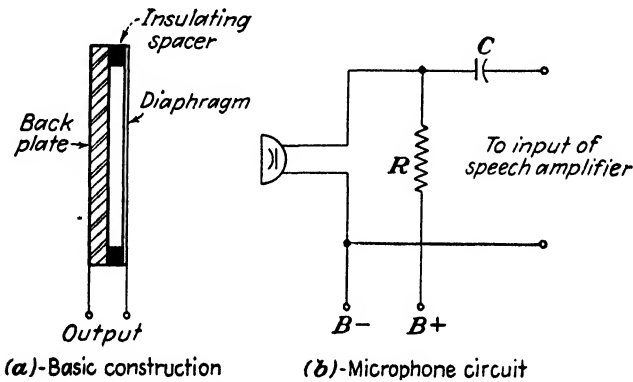 Insulating
spacer
Diaphragm
Back
plate
Output
(a)-Basic construction
C
R
To input of
speech amplifier
B-
B+
(b)-Microphone circuit